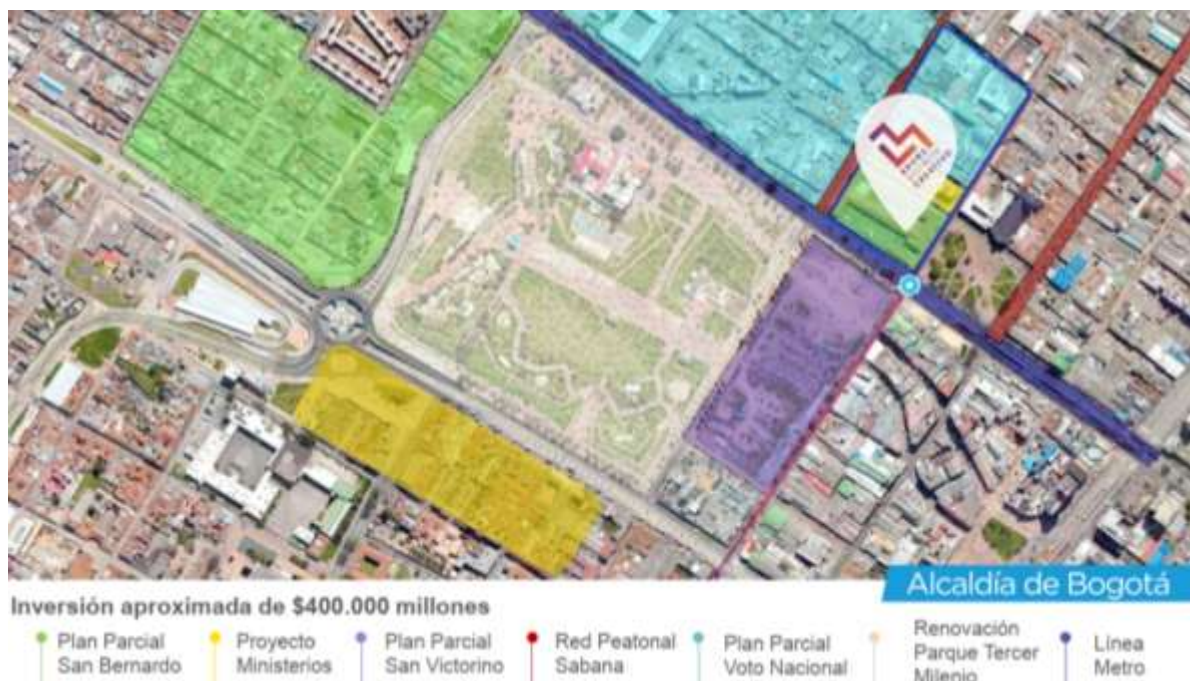 Alcaldía de Bogotá
Inversión aproximada de $400.000 millones
Plan Parcial
San Bernardo
Proyecto
Ministerios
Plan Parcial
San Victorino
Red Peatonal
Sabana
Plan Parcial
Voto Nacional
Renovación
Parque Tercer
Milenio
Línea
Metro